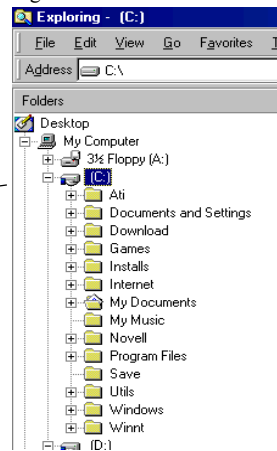 Exploring - (C:)
File Edit View Go Favorites
Address C:\
Folders
Desktop
My Computer
3½ Floppy (A:)
(C:)
Ati
Documents and Settings
Download
Games
Installs
Internet
My Documents
My Music
Novell
Program Files
Save
Utils
Windows
Winnt
(D:)